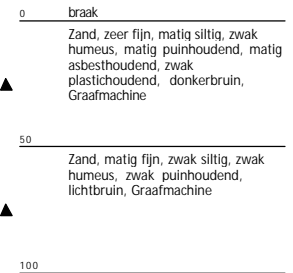 0 braak
Zand, zeer fijn, matig siltig, zwak
humeus, matig puinhoudend, matig
asbesthoudend, zwak
plastichoudend, donkerbruin,
Graafmachine
50
Zand, matig fijn, zwak siltig, zwak
humeus, zwak puinhoudend,
lichtbruin, Graafmachine
100